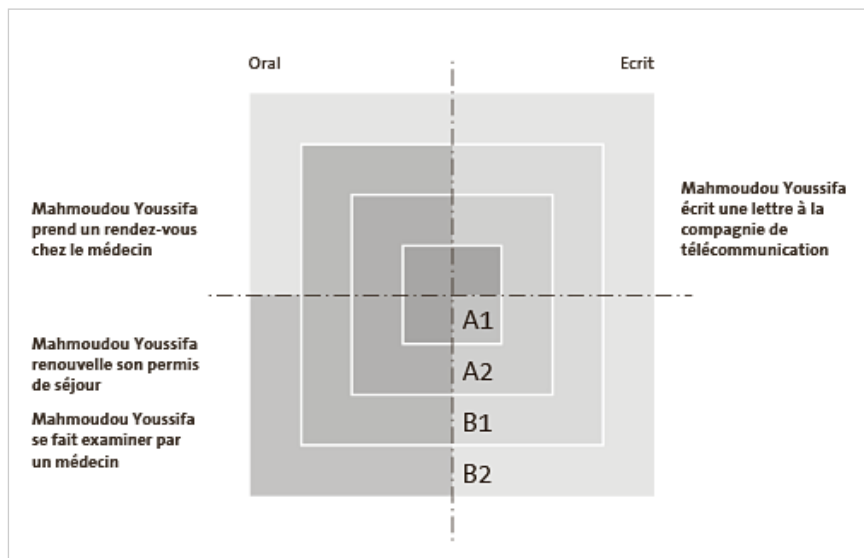 Oral
Ecrit
Mahmoudou Youssifa
prend un rendez-vous
chez le médecin
Mahmoudou Youssifa
écrit une lettre à la
compagnie de
télécommunication
Mahmoudou Youssifa
renouvelle son permis
de séjour
Mahmoudou Youssifa
se fait examiner par
un médecin
A1
A2
B1
B2